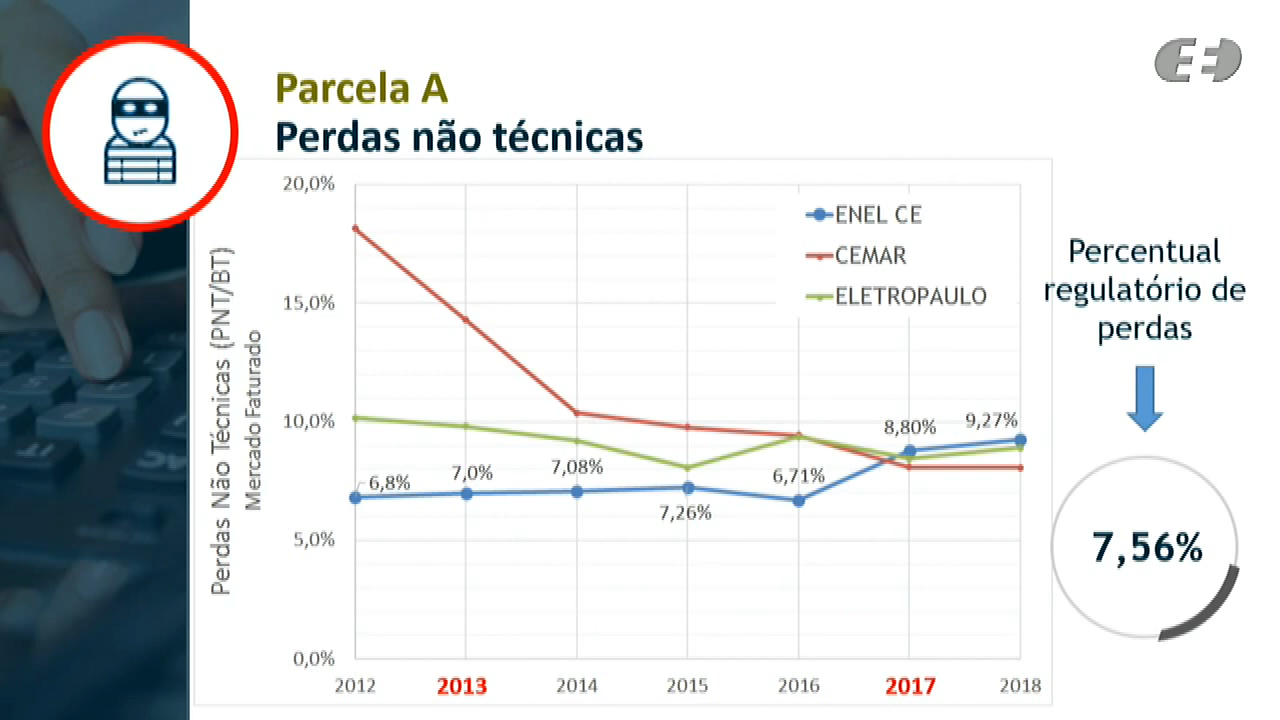 Parcela A
Perdas não técnicas
Perdas Não Técnicas (PNT/BT)
Mercado Faturado
20,0%
15,0%
10,0%
5,0%
0,0%
ENEL CE
CEMAR
ELETROPAULO
6,8%
7,0%
7,08%
7,26%
6,71%
8,80%
9,27%
2012
2013
2014
2015
2016
2017
2018
Percentual
regulatório de
perdas
7,56%